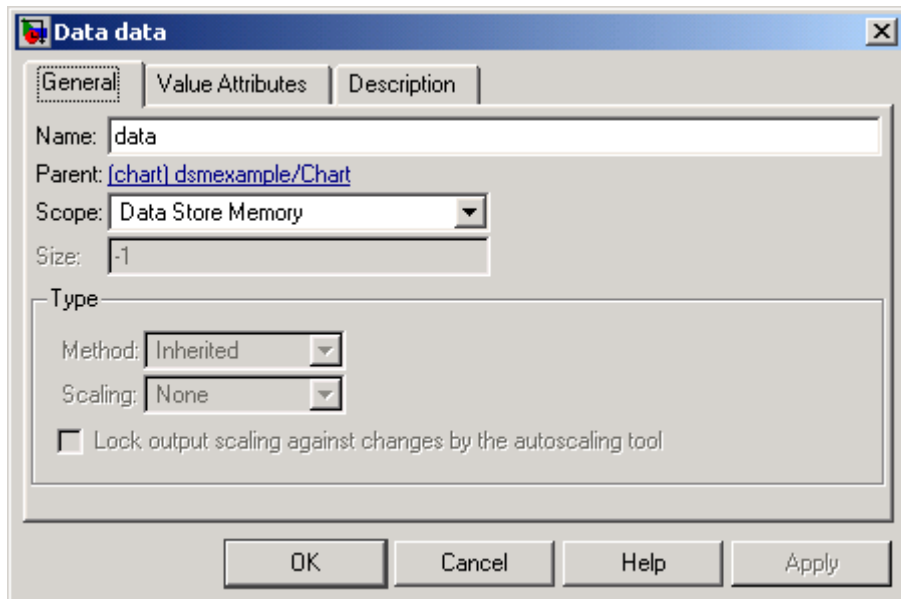 Data data
General Value Attributes Description
Name: data
Parent: (chart) dsmexample/Chart
Scope: Data Store Memory
Size: -1
Type
Method: Inherited
Scaling: None
Lock output scaling against changes by the autoscaling tool
OK Cancel Help Apply